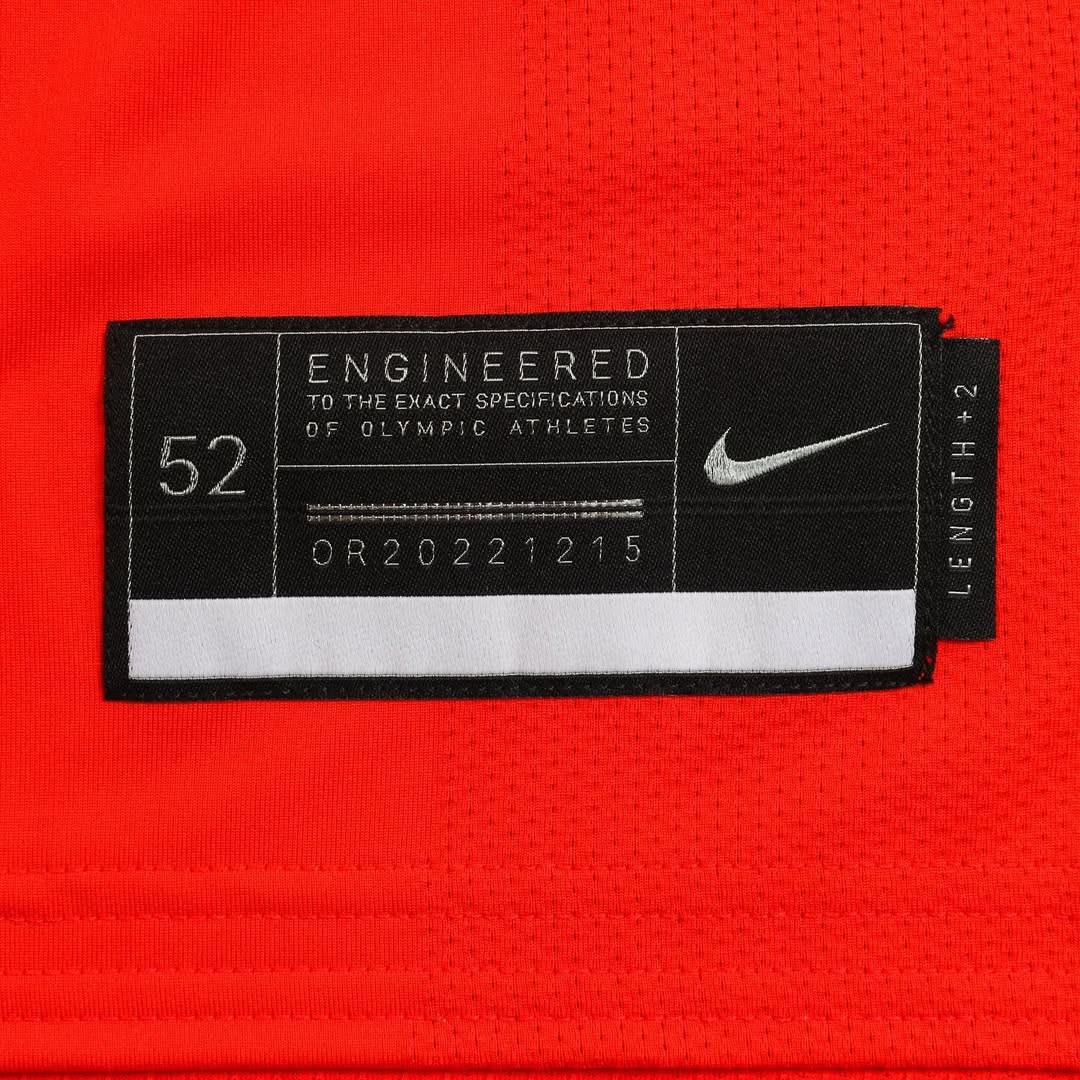 52
ENGINEERED
TO THE EXACT SPECIFICATIONS
OF OLYMPIC ATHLETES
OR20221215
LENGTH+2